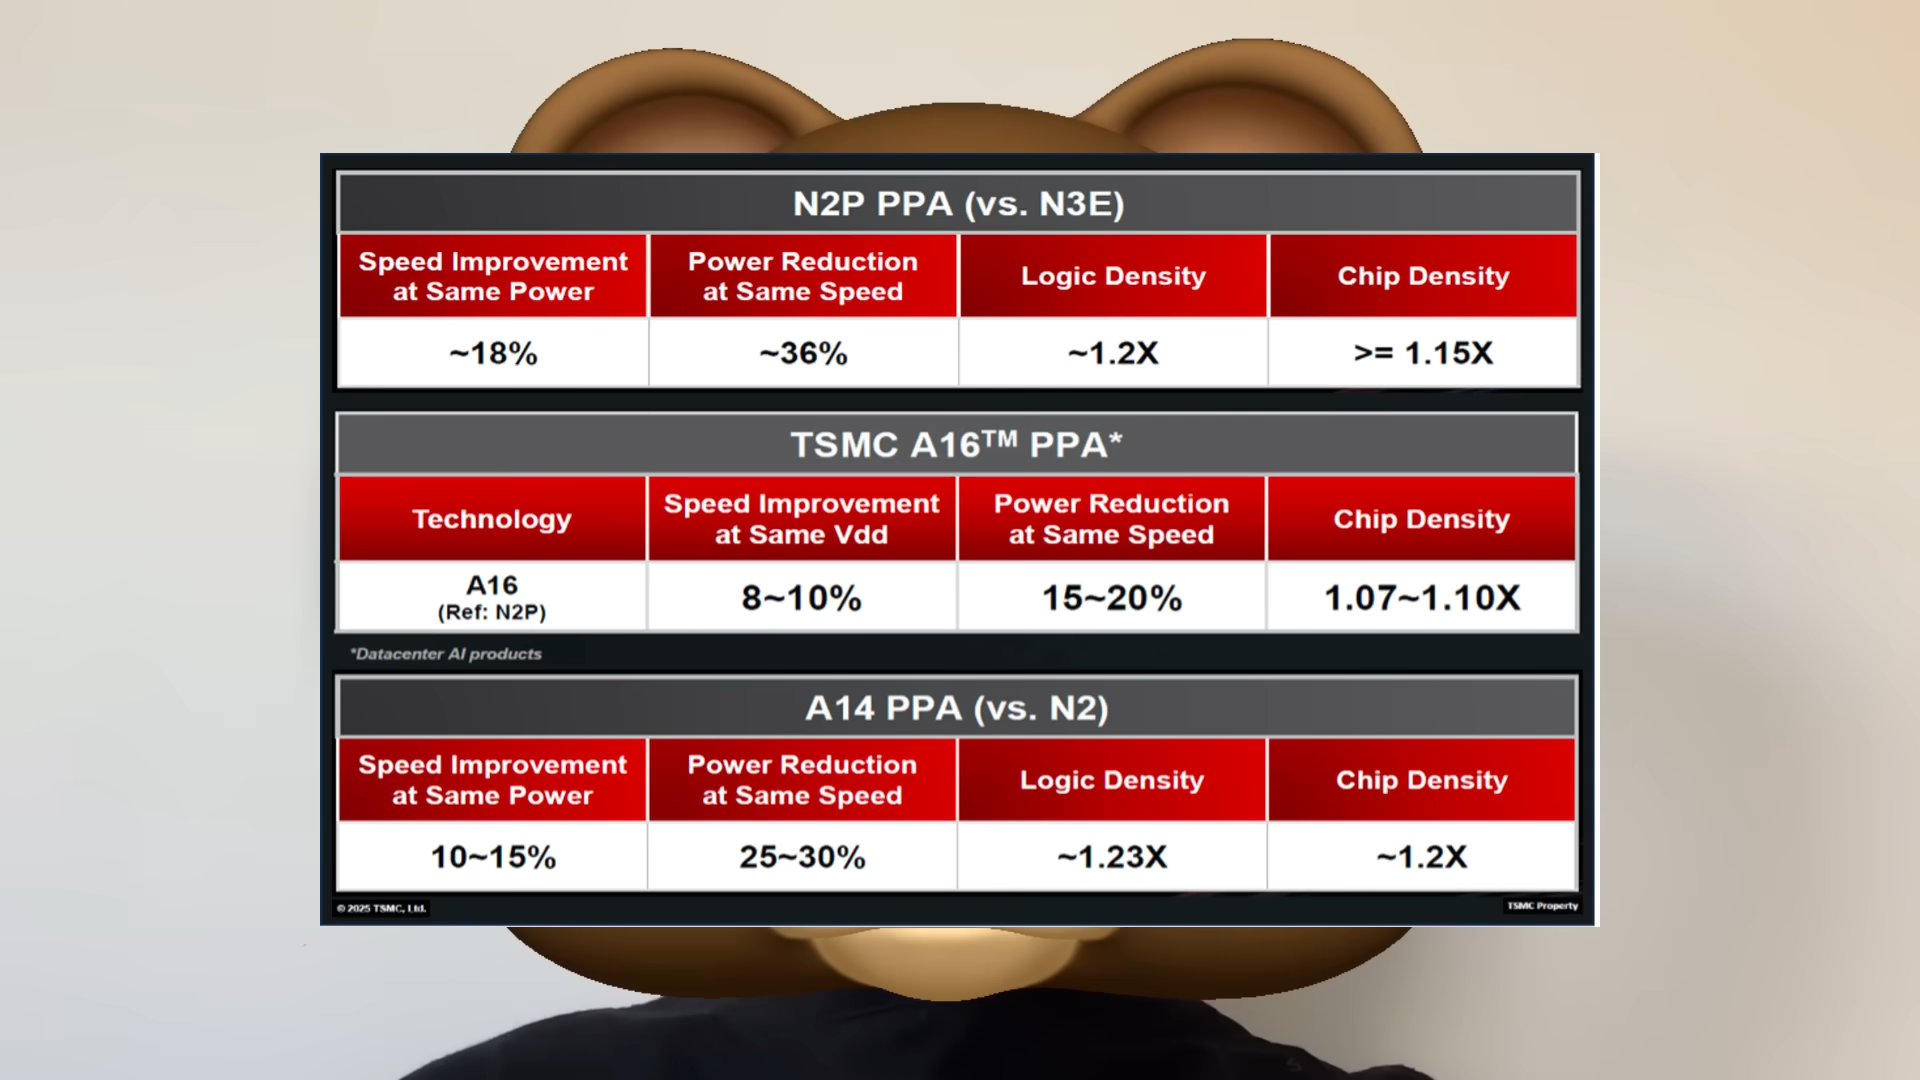 N2P PPA (vs. N3E)
Speed Improvement
at Same Power
Power Reduction
at Same Speed
Logic Density
Chip Density
~18%
~36%
~1.2X
>= 1.15X
TSMC A16™ PPA*
Technology
Speed Improvement
at Same Vdd
Power Reduction
at Same Speed
Chip Density
A16
(Ref: N2P)
8~10%
15~20%
1.07~1.10X
*Datacenter AI products
A14 PPA (vs. N2)
Speed Improvement
at Same Power
Power Reduction
at Same Speed
Logic Density
Chip Density
10~15%
25~30%
~1.23X
~1.2X
© 2025 TSMC, Ltd.
TSMC Property